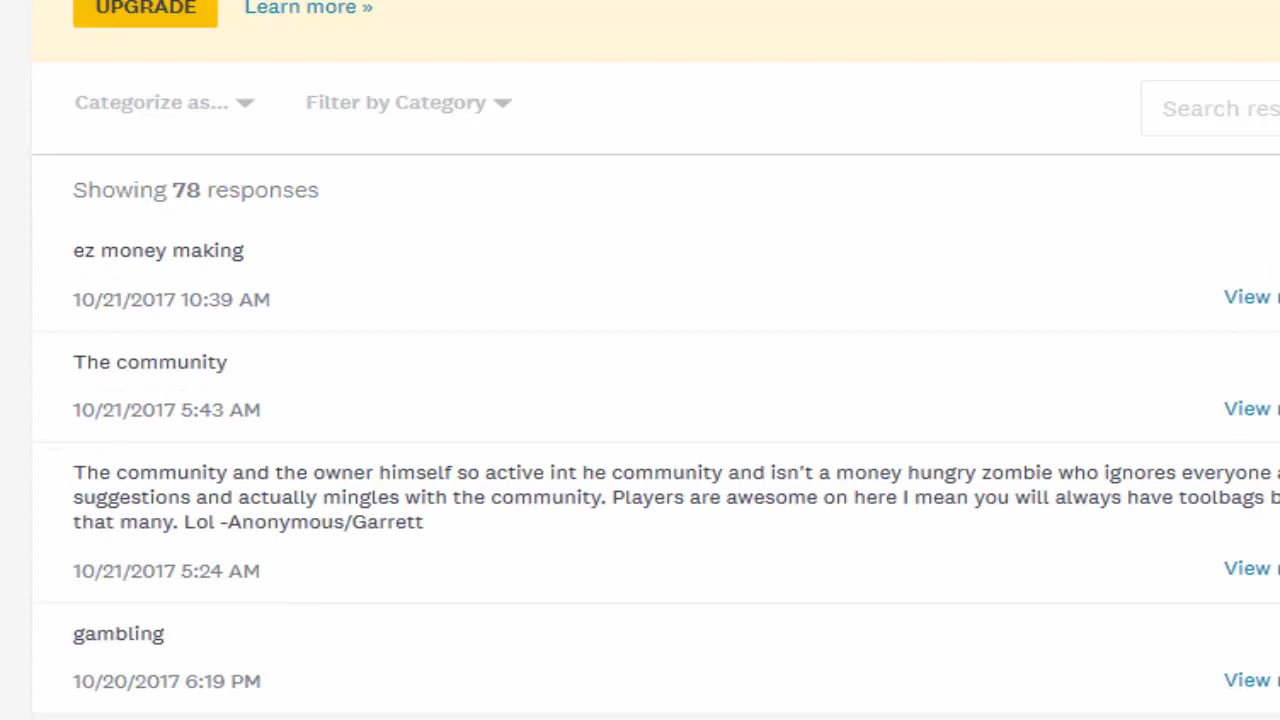 UPGRADE Learn more »
Categorize as... Filter by Category Search res
Showing 78 responses
ez money making
10/21/2017 10:39 AM View
The community
10/21/2017 5:43 AM View
The community and the owner himself so active int he community and isn't a money hungry zombie who ignores everyone
suggestions and actually mingles with the community. Players are awesome on here I mean you will always have toolbags
that many. Lol -Anonymous/Garrett
10/21/2017 5:24 AM View
gambling
10/20/2017 6:19 PM View